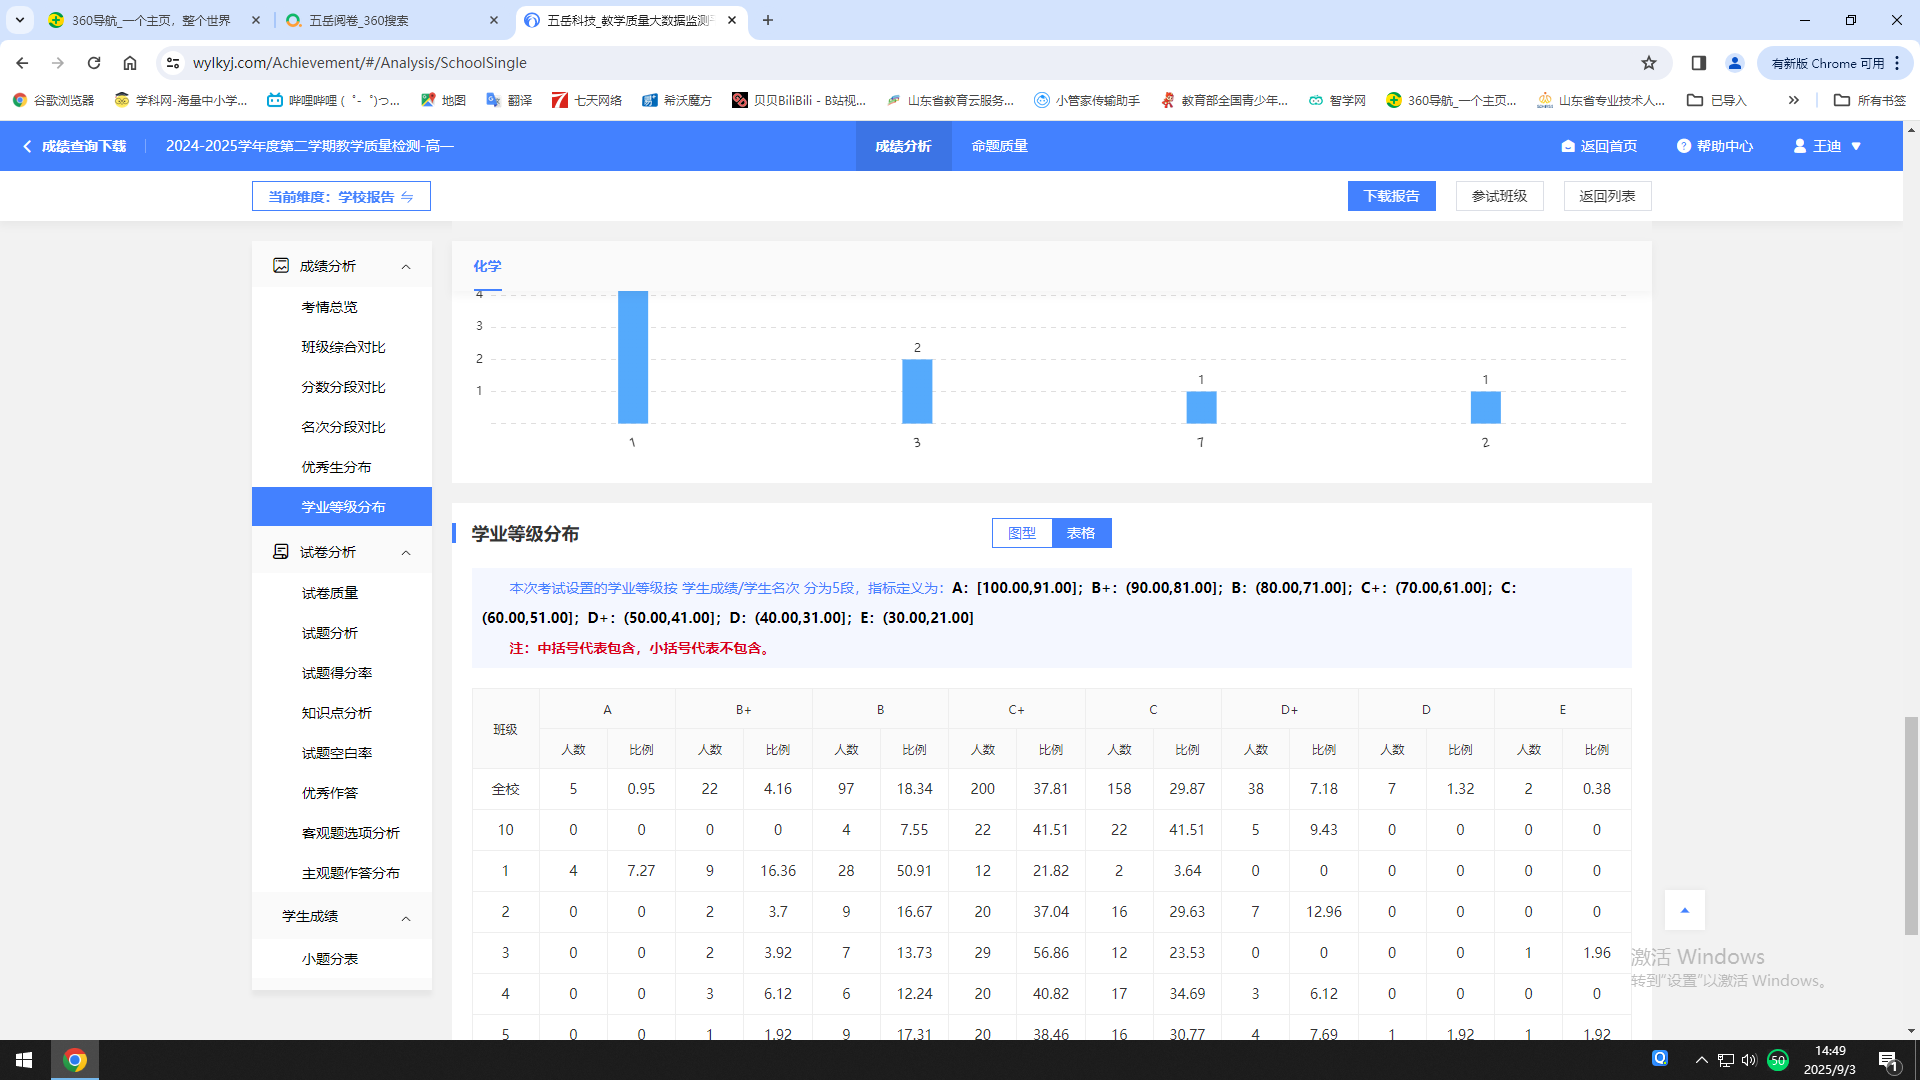 360导航_一个主页，整个世界
五岳阅卷_360搜索
五岳科技_教学质量大数据监测平
wylkyj.com/Achievement/#/Analysis/SchoolSingle
有新版 Chrome 可用
谷歌浏览器 学科网-海量中小学... 哔哩哔哩 (゜-゜)つ... 地图 翻译 七天网络 希沃魔方 贝贝BiliBili - B站视... 山东省教育云服务... 小管家传输助手 教育部全国青少年... 智学网 360导航_一个主页... 山东省专业技术人... 已导入 所有书签
成绩查询下载 2024-2025学年度第二学期教学质量检测-高一 成绩分析 命题质量 返回首页 帮助中心 王迪
当前维度：学校报告 下载报告 参试班级 返回列表
成绩分析
考情总览
班级综合对比
分数分段对比
名次分段对比
优秀生分布
学业等级分布
试卷分析
试卷质量
试题分析
试题得分率
知识点分析
试题空白率
优秀作答
客观题选项分析
主观题作答分布
学生成绩
小题分表
化学
4
3
2
1
2
1
1
1 3 7 2
学业等级分布
图型 表格
本次考试设置的学业等级按 学生成绩/学生名次 分为5段，指标定义为：A：[100.00,91.00]；B+：(90.00,81.00]；B：(80.00,71.00]；C+：(70.00,61.00]；C：
(60.00,51.00]；D+：(50.00,41.00]；D：(40.00,31.00]；E：(30.00,21.00]
注：中括号代表包含，小括号代表不包含。
班级 A B+ B C+ C D+ D E
人数 比例 人数 比例 人数 比例 人数 比例 人数 比例 人数 比例 人数 比例 人数 比例
全校 5 0.95 22 4.16 97 18.34 200 37.81 158 29.87 38 7.18 7 1.32 2 0.38
10 0 0 0 0 4 7.55 22 41.51 22 41.51 5 9.43 0 0 0 0
1 4 7.27 9 16.36 28 50.91 12 21.82 2 3.64 0 0 0 0 0 0
2 0 0 2 3.7 9 16.67 20 37.04 16 29.63 7 12.96 0 0 0 0
3 0 0 2 3.92 7 13.73 29 56.86 12 23.53 0 0 0 0 1 1.96
4 0 0 3 6.12 6 12.24 20 40.82 17 34.69 3 6.12 0 0 0 0
5 0 0 1 1.92 9 17.31 20 38.46 16 30.77 4 7.69 1 1.92 1 1.92
激活 Windows
转到“设置”以激活 Windows。
50
14:49
2025/9/3
1